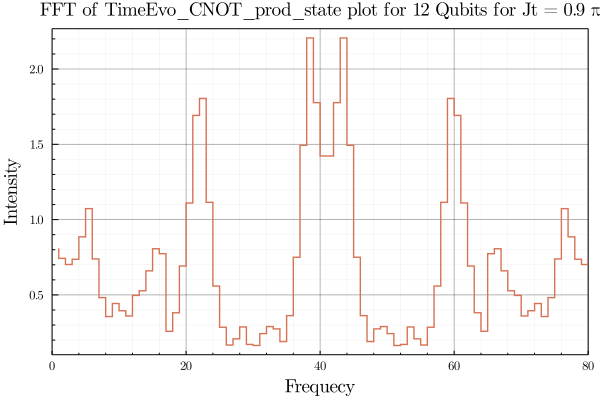 FFT of TimeEvo_CNOT_prod_state plot for 12 Qubits for Jt = 0.9 π
2.0
1.5
1.0
0.5
Intensity
0 20 40 60 80
Frequecy